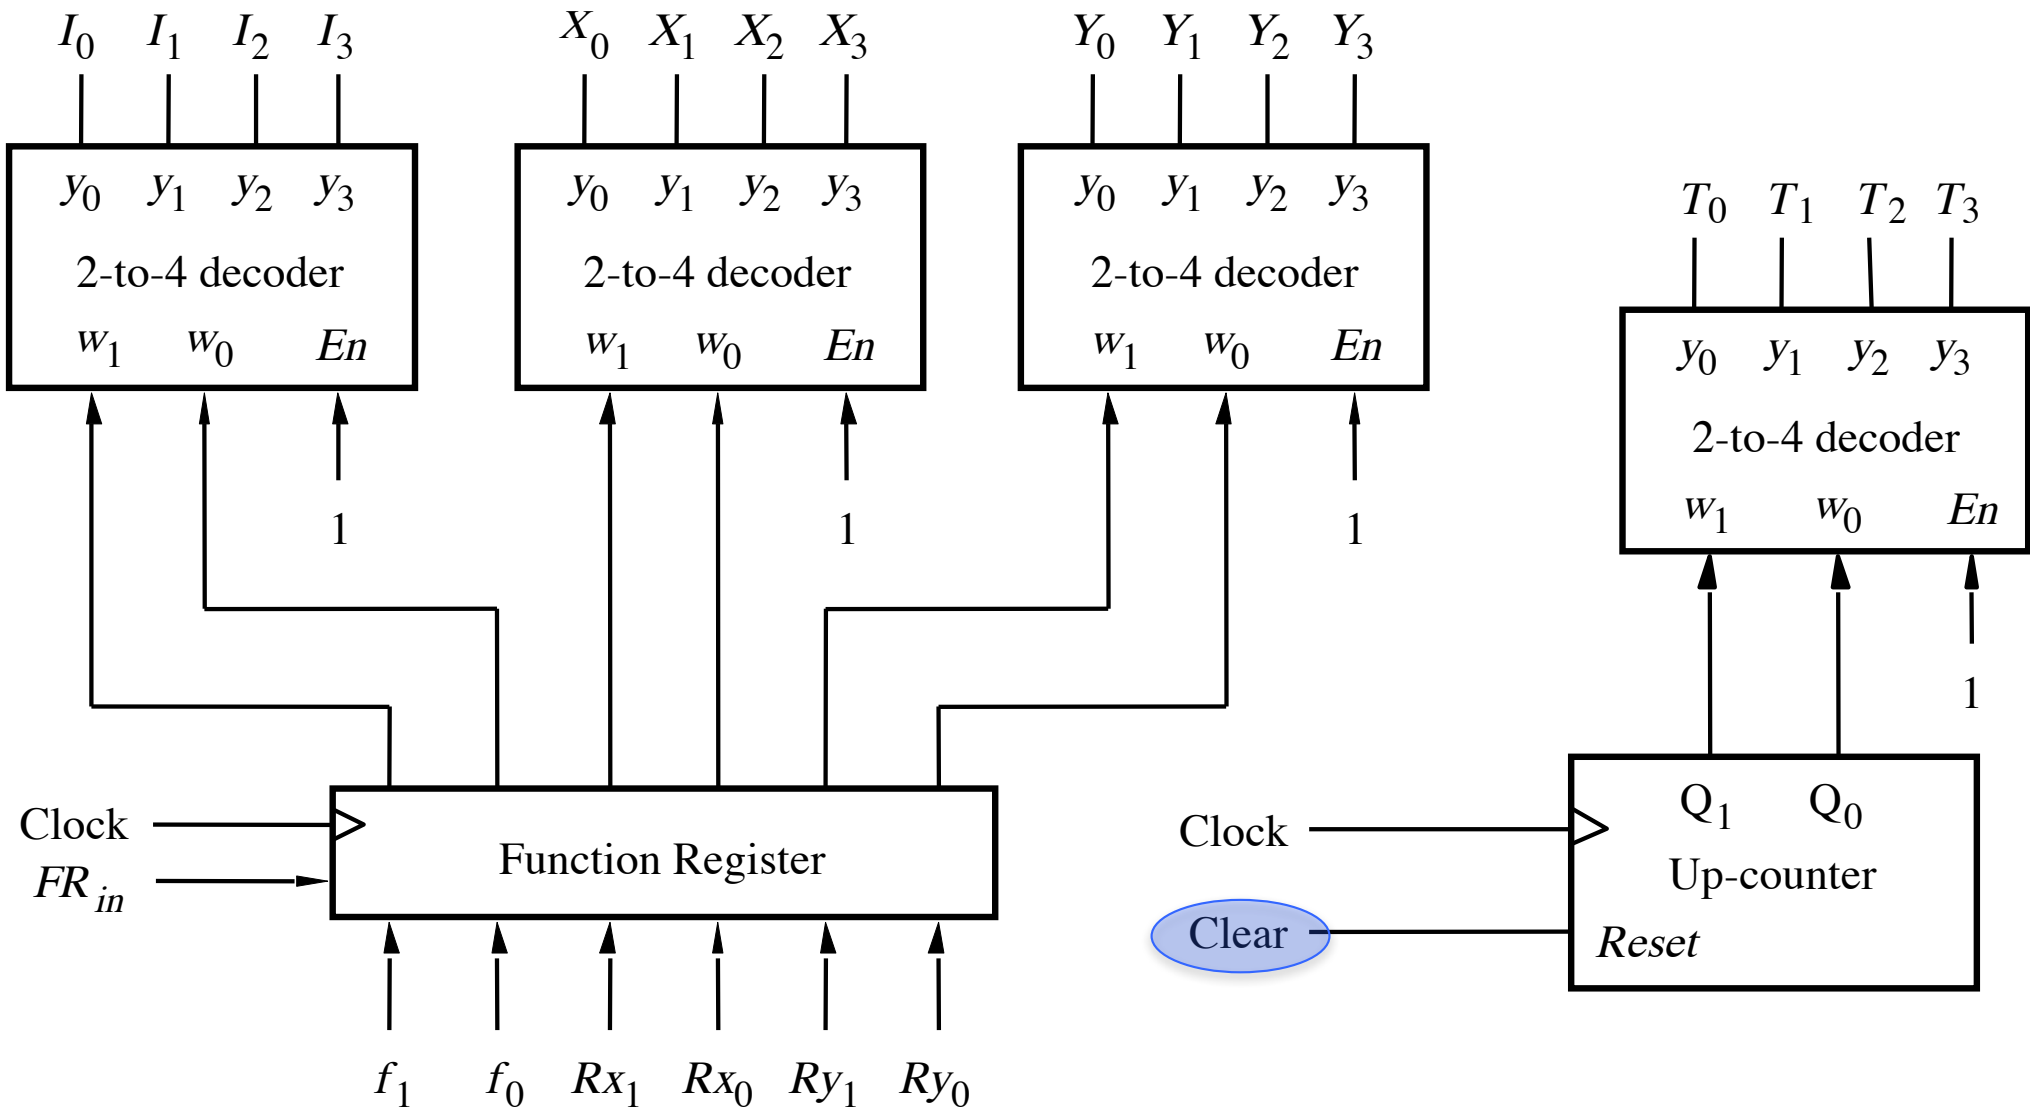 I0 I1 I2 I3 X0 X1 X2 X3 Y0 Y1 Y2 Y3
T0 T1 T2 T3
y0 y1 y2 y3 y0 y1 y2 y3 y0 y1 y2 y3
2-to-4 decoder 2-to-4 decoder 2-to-4 decoder
w1 w0 En w1 w0 En w1 w0 En
y0 y1 y2 y3
2-to-4 decoder
w1 w0 En
1 1 1
1
Clock
FR in
Function Register
Clock
Q1 Q0
Up-counter
Clear
Reset
f1 f0 Rx1 Rx0 Ry1 Ry0